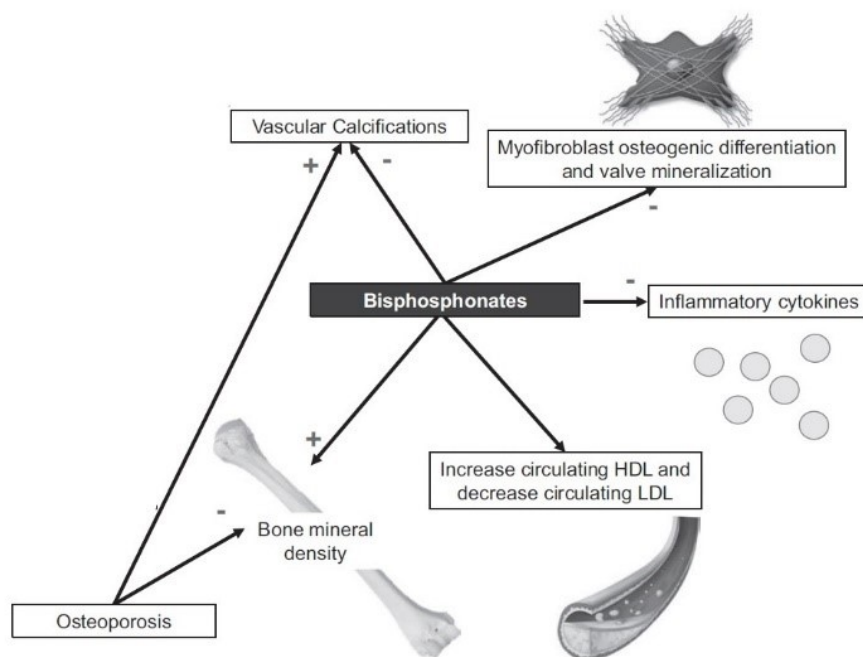 Vascular Calcifications
+
-
Myofibroblast osteogenic differentiation
and valve mineralization
-
Bisphosphonates
-
Inflammatory cytokines
+
Increase circulating HDL and
decrease circulating LDL
-
Bone mineral
density
Osteoporosis